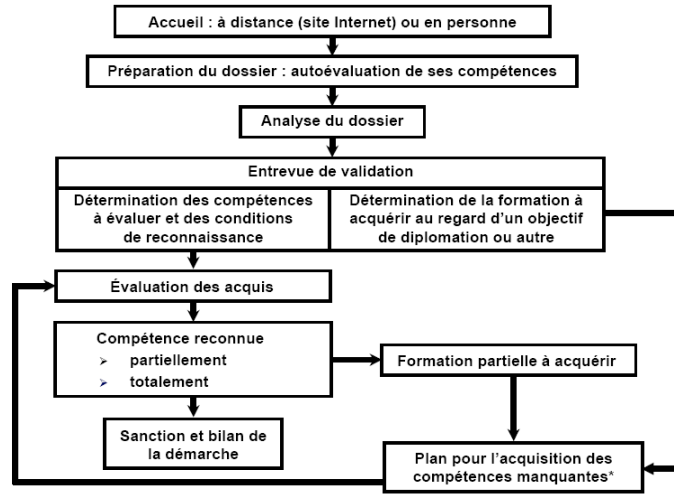 Accueil : à distance (site Internet) ou en personne
Préparation du dossier : autoévaluation de ses compétences
Analyse du dossier
Entrevue de validation
Détermination des compétences
à évaluer et des conditions
de reconnaissance
Détermination de la formation à
acquérir au regard d'un objectif
de diplomation ou autre
Évaluation des acquis
Compétence reconnue
➢ partiellement
➢ totalement
Formation partielle à acquérir
Sanction et bilan de
la démarche
Plan pour l'acquisition des
compétences manquantes*